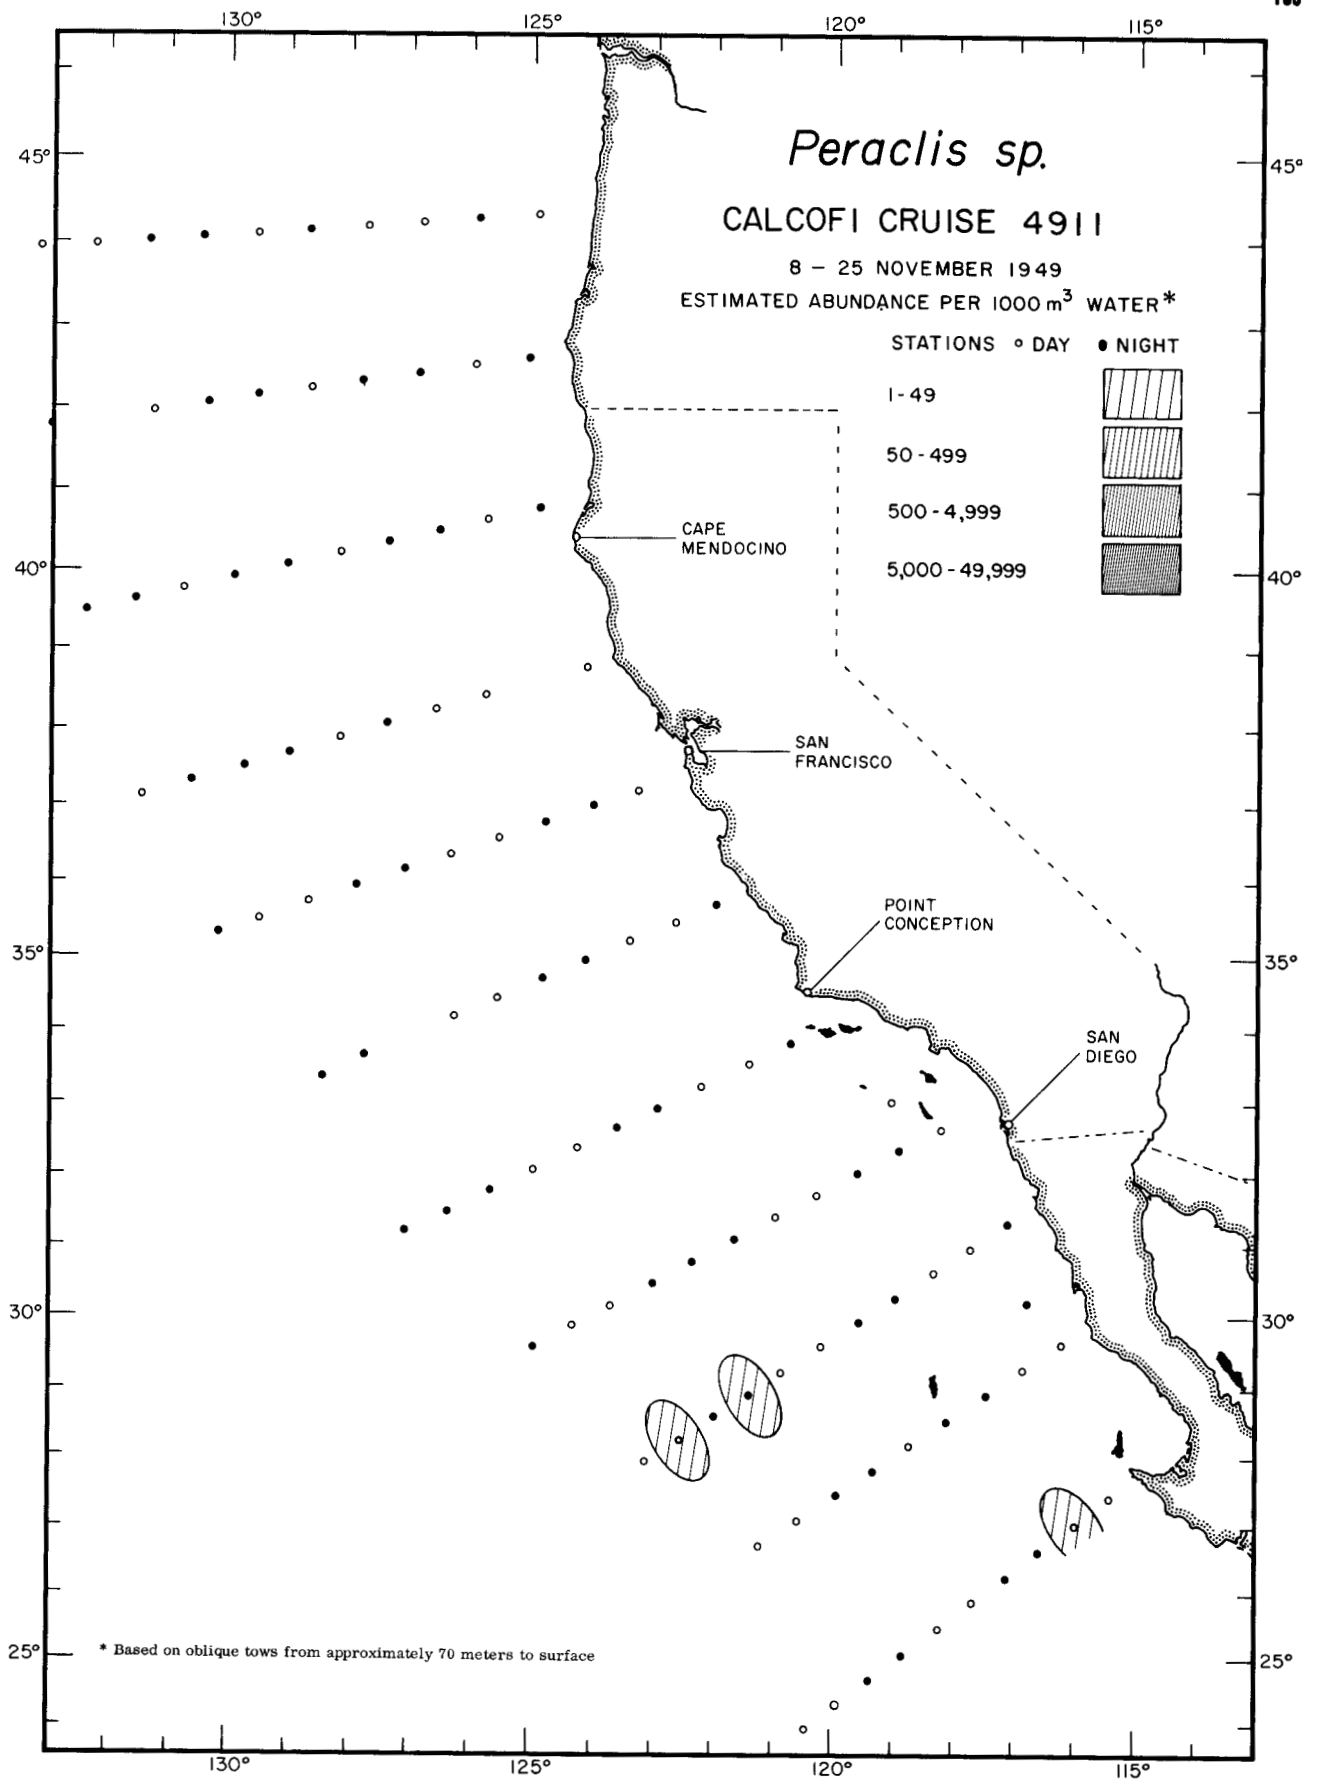 130°
125°
120°
115°
45°
45°
Peraclis sp.
CALCOFI CRUISE 4911
8 – 25 NOVEMBER 1949
ESTIMATED ABUNDANCE PER 1000 m³ WATER*
STATIONS ○ DAY ● NIGHT
1-49
50-499
500-4,999
5,000-49,999
CAPE
MENDOCINO
40°
40°
SAN
FRANCISCO
POINT
CONCEPTION
35°
35°
SAN
DIEGO
30°
30°
* Based on oblique tows from approximately 70 meters to surface
25°
25°
130°
125°
120°
115°